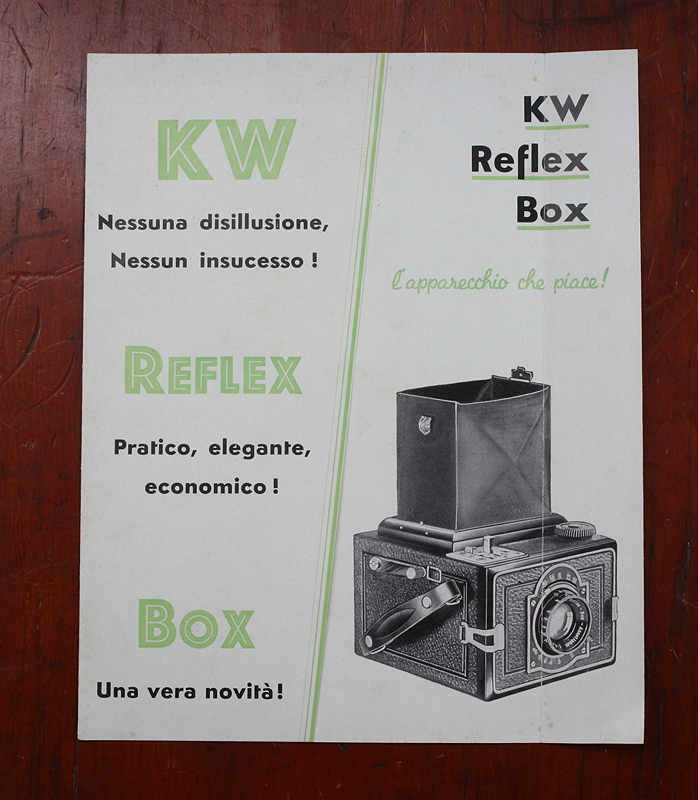 KW
Nessuna disillusione,
Nessun insucesso !
REFLEX
Pratico, elegante,
economico !
BOX
Una vera novità!
KW
Reflex
Box
l'apparecchio che piace!